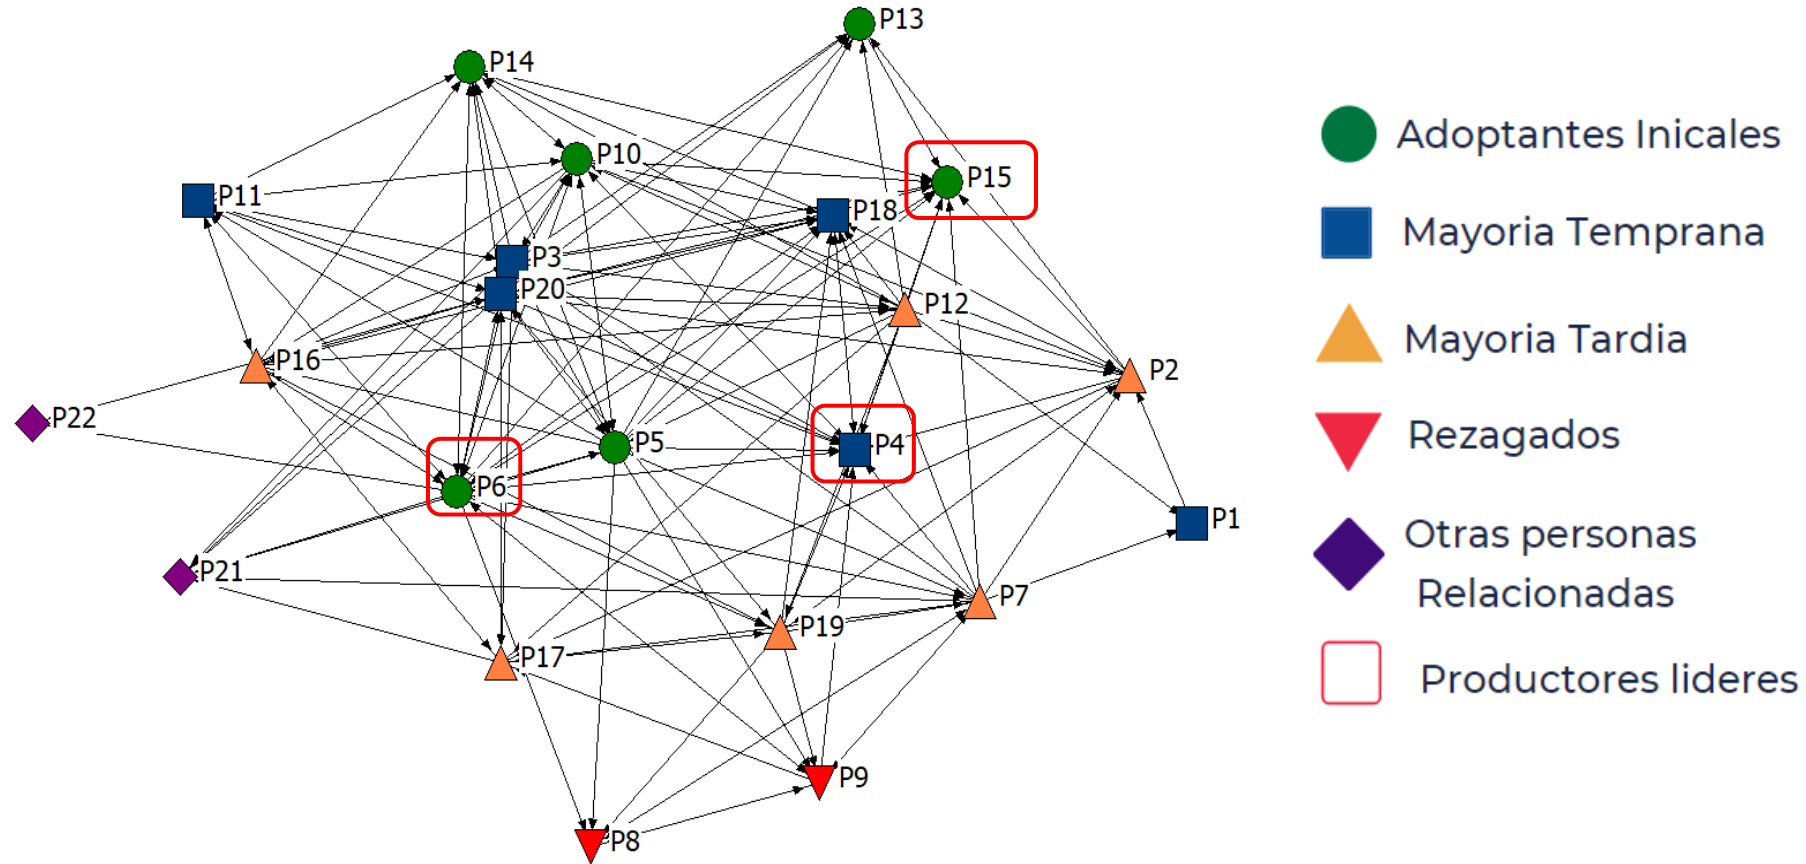 P13
P14
P10
P15
P11
P18
P3
P20
P12
P16
P2
P22
P5
P4
P6
P1
P21
P7
P19
P17
P9
P8
Adoptantes Inicales
Mayoria Temprana
Mayoria Tardia
Rezagados
Otras personas
Relacionadas
Productores lideres